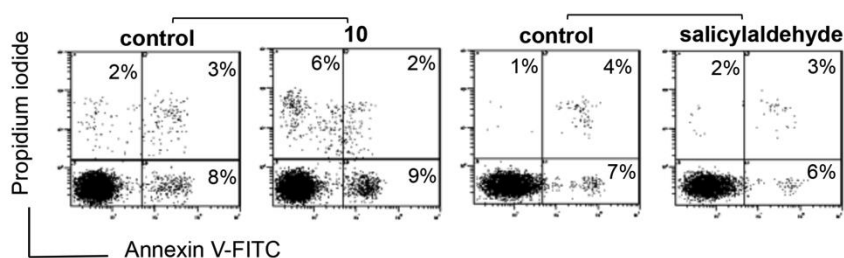 control 10 control salicylaldehyde
2% 3% 6% 2% 1% 4% 2% 3%
8% 9% 7% 6%
Propidium iodide
Annexin V-FITC